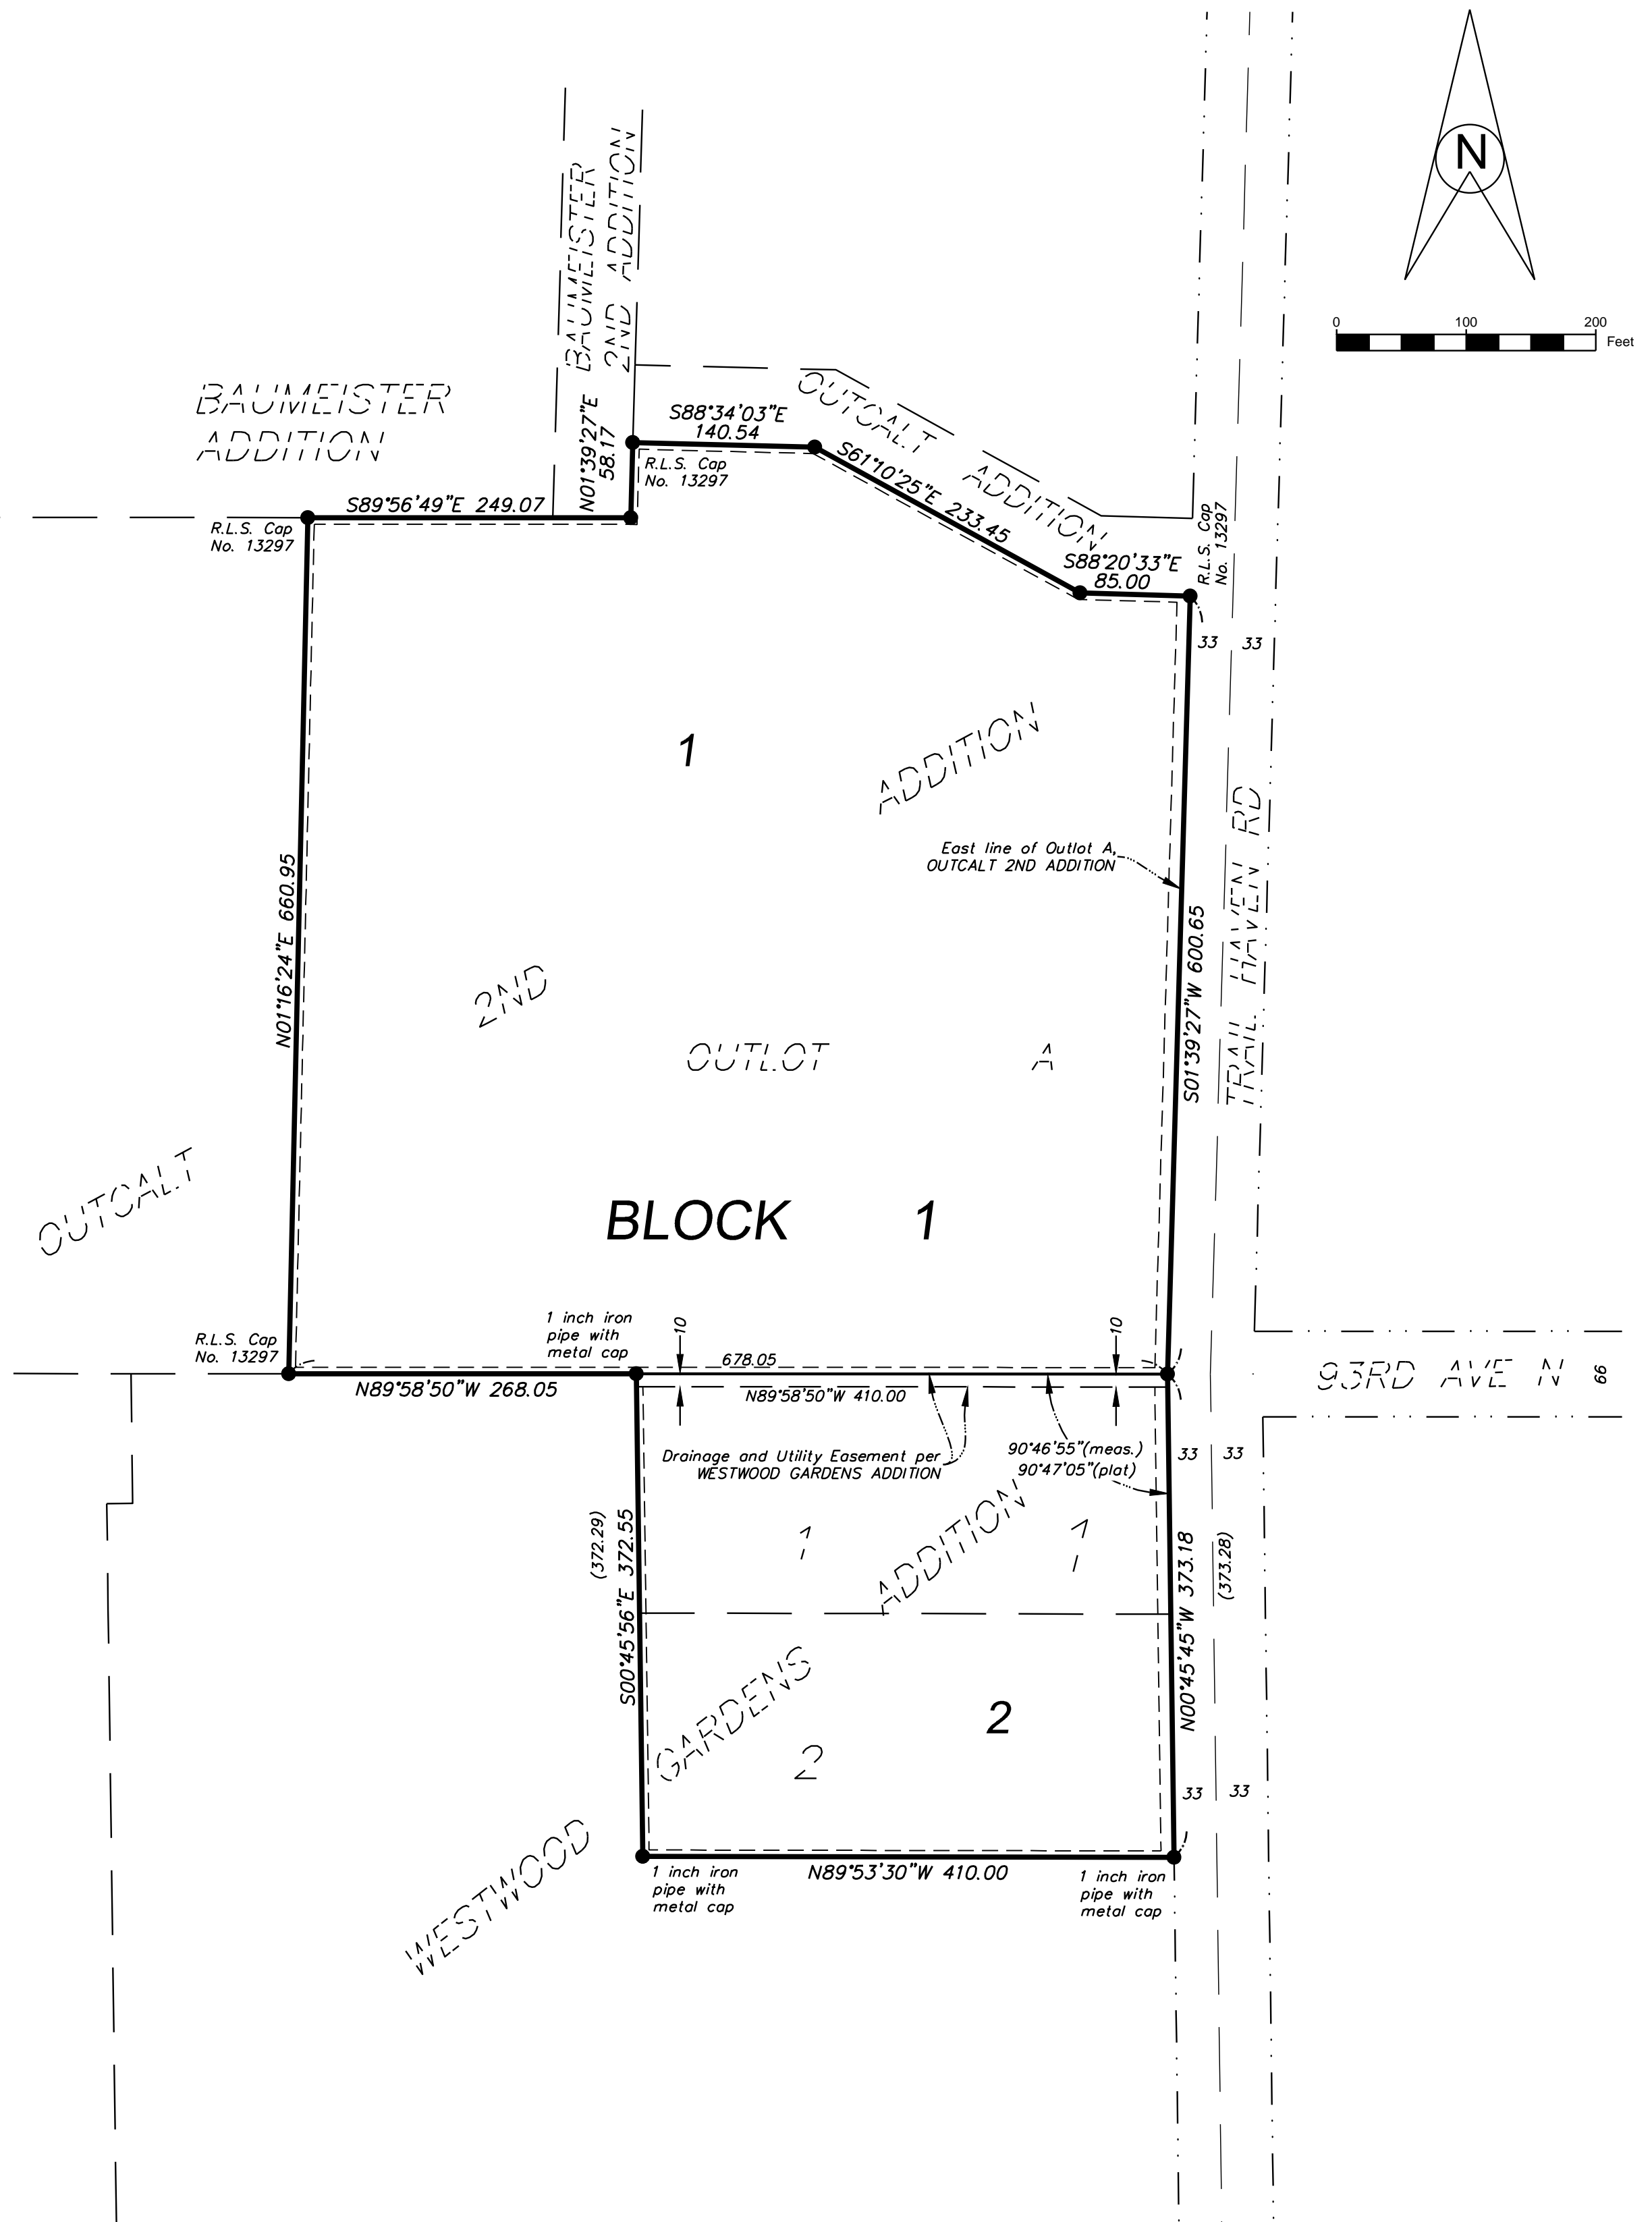 N
0 100 200
Feet
BAUMEISTER
2ND ADDITION
BAUMEISTER
ADDITION
N01°39'27"E
58.17
S88°34'03"E
140.54
OUTCALT ADDITION
R.L.S. Cap
No. 13297
S61°10'25"E 233.45
S89°56'49"E 249.07
R.L.S. Cap
No. 13297
R.L.S. Cap
No. 13297
S88°20'33"E
85.00
33 33
1
ADDITION
East line of Outlot A,
OUTCALT 2ND ADDITION
TRAIL HAVEN RD
N01°16'24"E 660.95
S01°39'27"W 600.65
2ND
OUTLOT A
OUTCALT
BLOCK 1
1 inch iron
pipe with
metal cap
R.L.S. Cap
No. 13297
10
10
678.05
N89°58'50"W 268.05
N89°58'50"W 410.00
93RD AVE N
66
Drainage and Utility Easement per
WESTWOOD GARDENS ADDITION
90°46'55"(meas.)
90°47'05"(plat)
33 33
(372.29)
S00°45'56"E 372.55
1
1
ADDITION
N00°45'45"W 373.18
(373.28)
GARDENS
2
2
33 33
WESTWOOD
1 inch iron
pipe with
metal cap
N89°53'30"W 410.00
1 inch iron
pipe with
metal cap